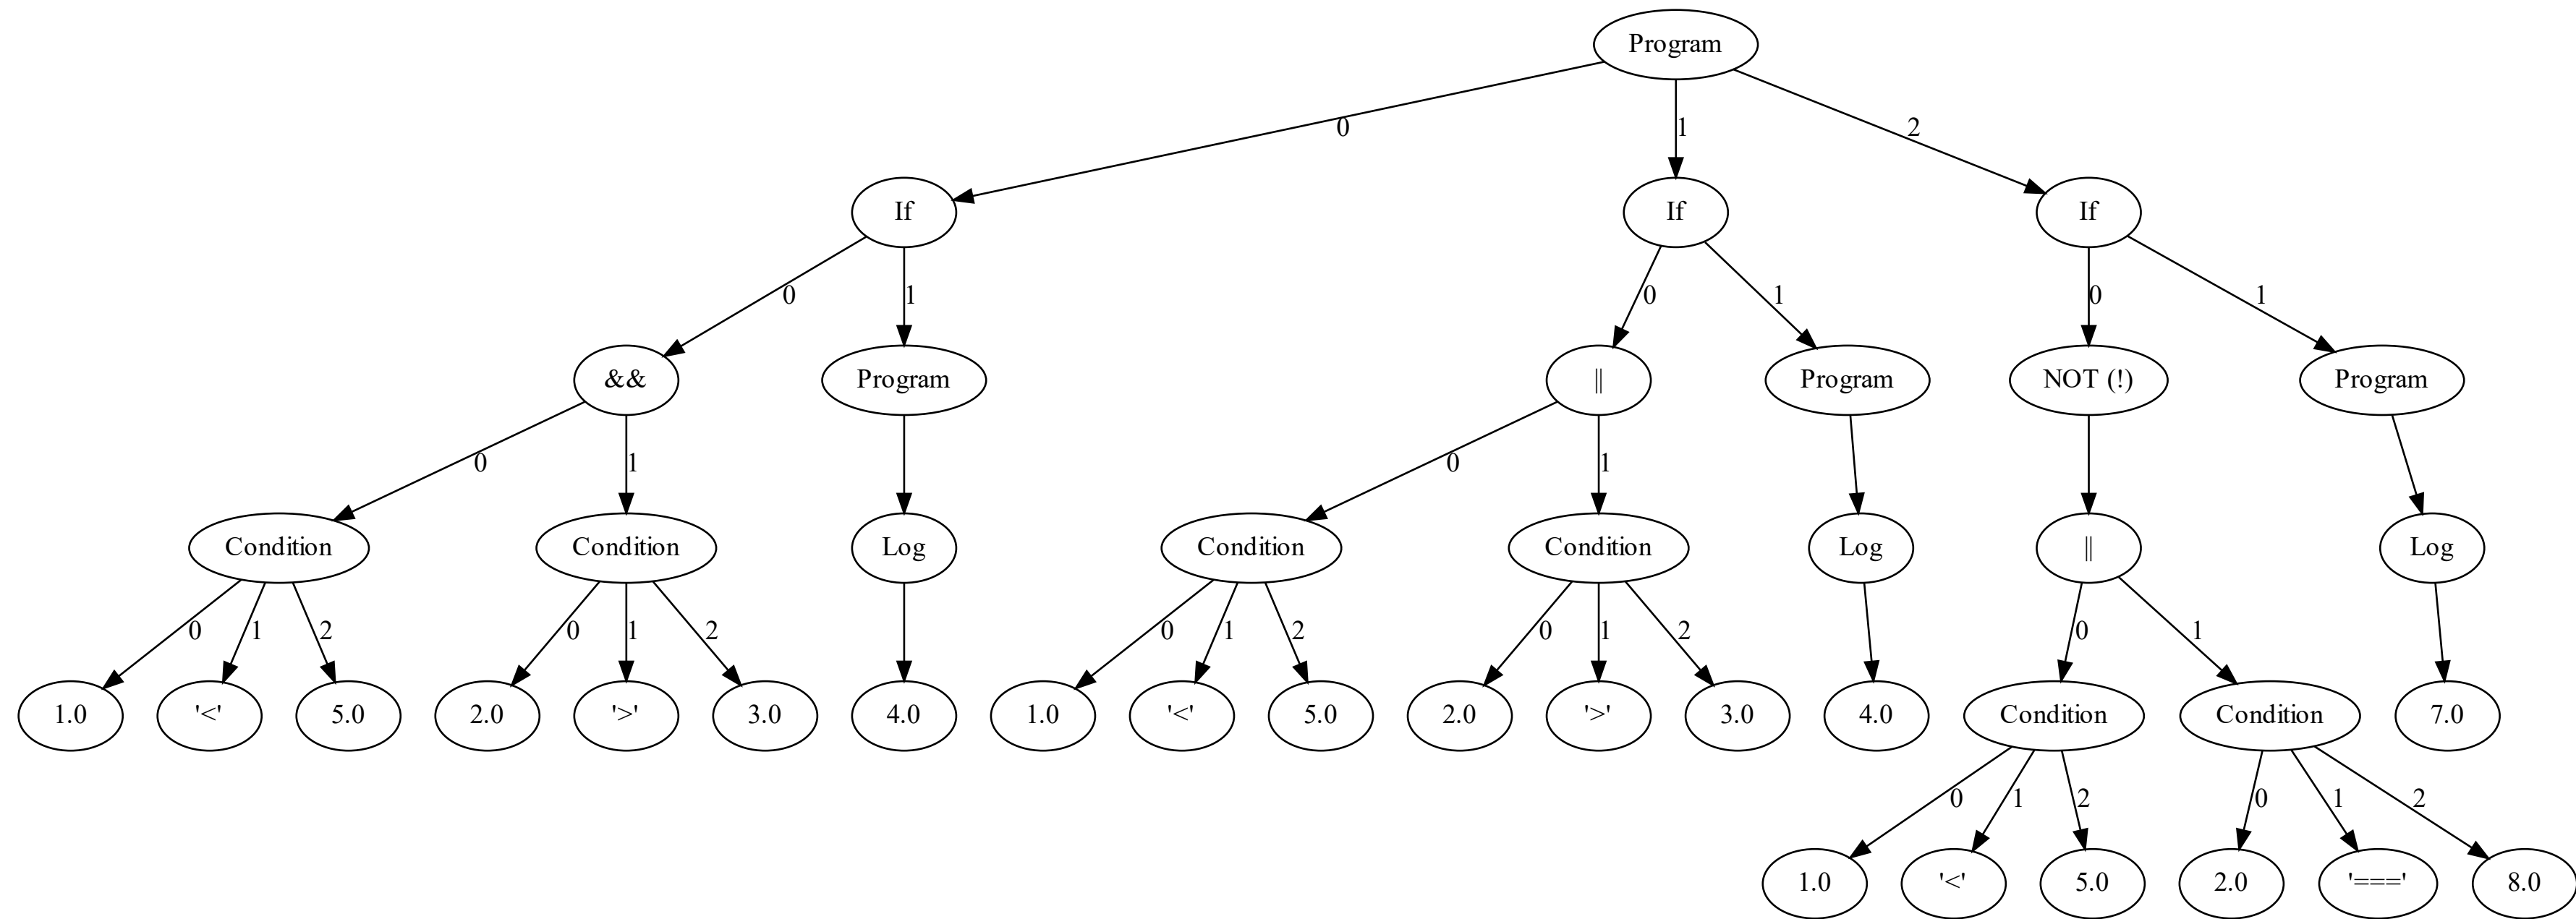 Program
0 1 2
If If If
0 1 0 1 0 1
&& Program || Program NOT (!) Program
0 1 0 1
Condition Condition Log Condition Condition Log || Log
0 1 2 0 1 2 0 1 2 0 1 2 0 1
1.0 '<' 5.0 2.0 '>' 3.0 4.0 1.0 '<' 5.0 2.0 '>' 3.0 4.0 Condition Condition 7.0
0 1 2 0 1 2
1.0 '<' 5.0 2.0 '===' 8.0